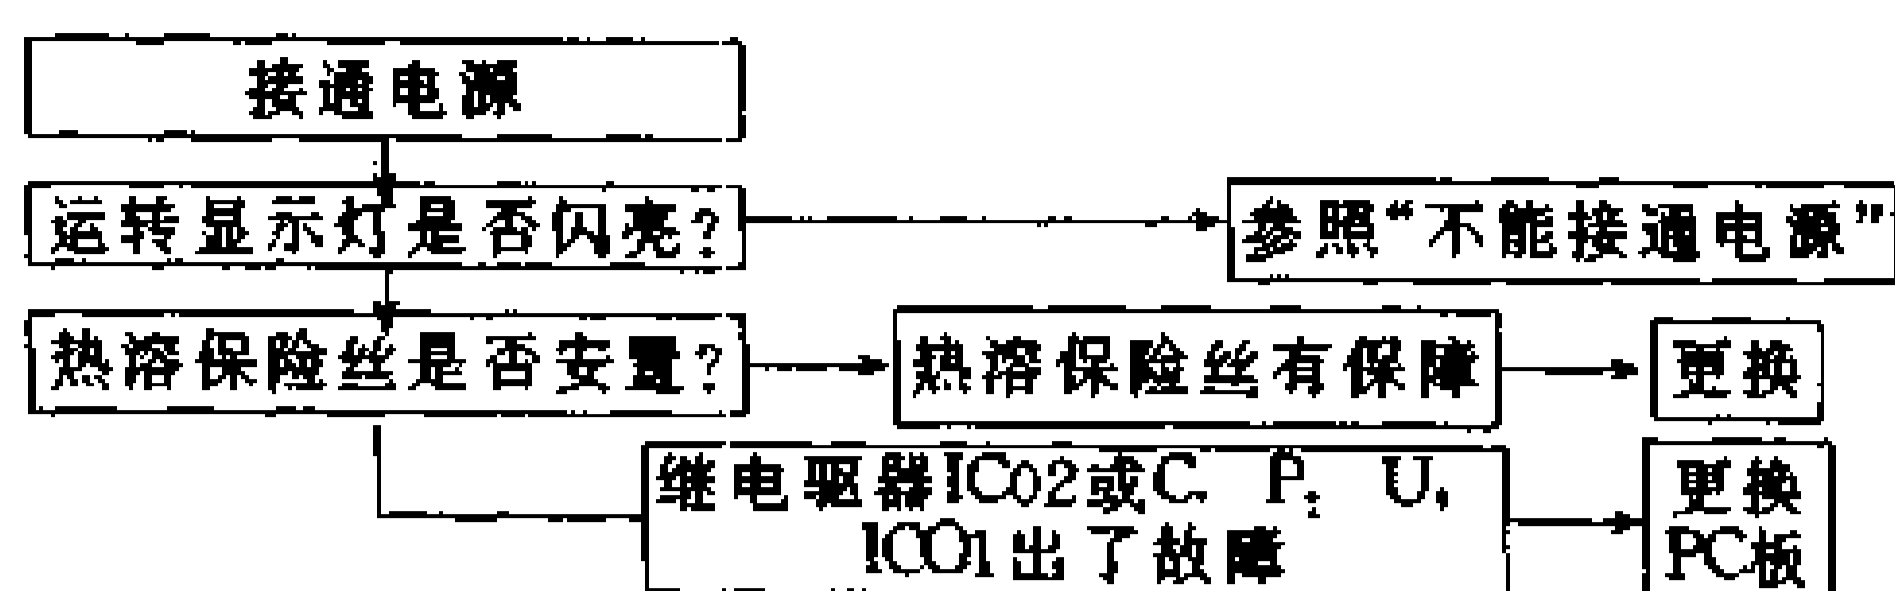 接通电源
运转显示灯是否闪亮?
参照“不能接通电源”
热溶保险丝是否安置?
热溶保险丝有保障
更换
继电驱器IC02或C. P. U.
IC01出了故障
更换
PC板